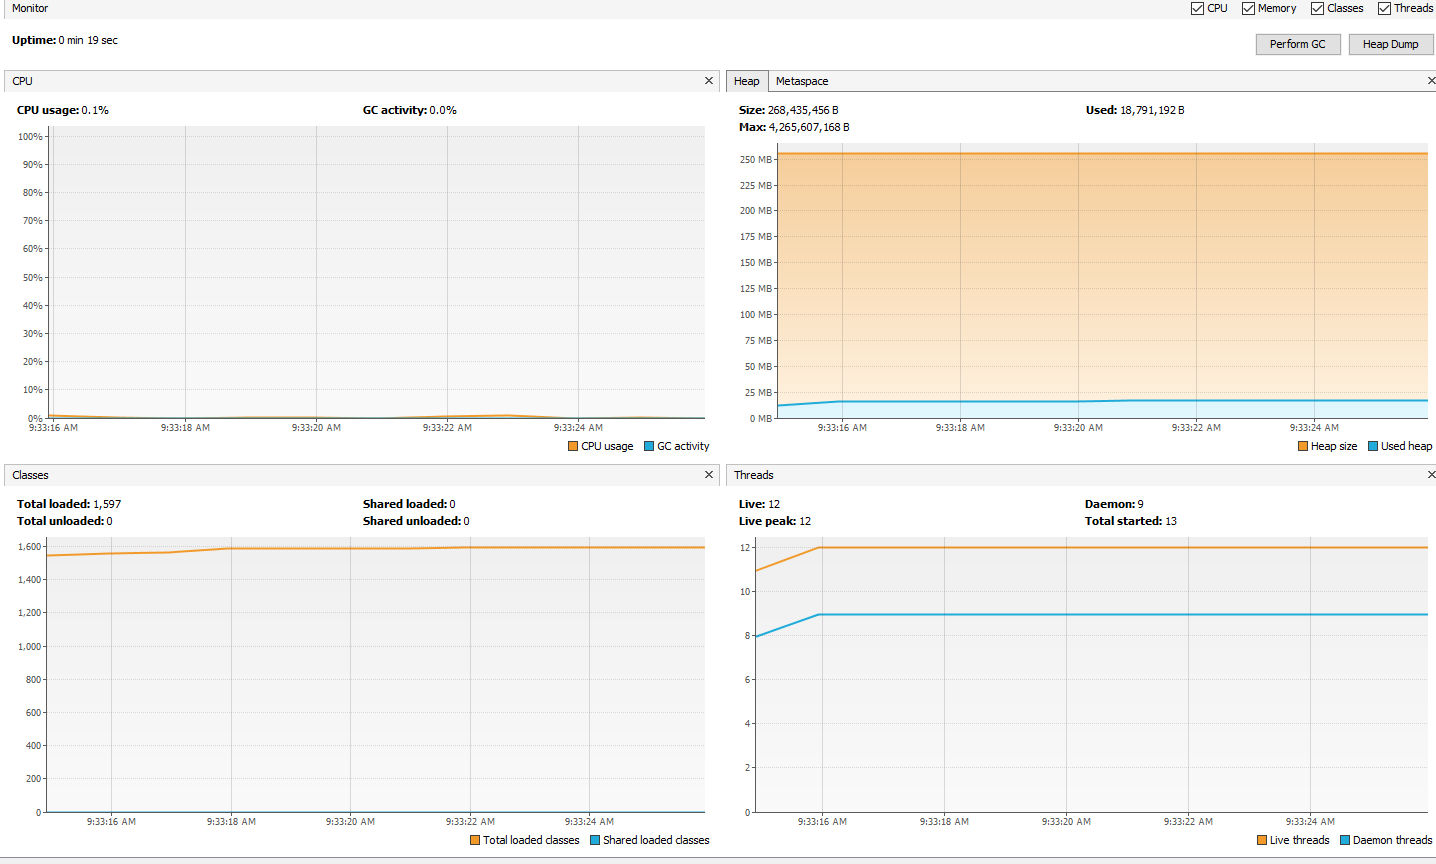 Monitor
CPU Memory Classes Threads
Uptime: 0 min 19 sec
Perform GC Heap Dump
CPU
CPU usage: 0.1% GC activity: 0.0%
100%
90%
80%
70%
60%
50%
40%
30%
20%
10%
0%
9:33:16 AM 9:33:18 AM 9:33:20 AM 9:33:22 AM 9:33:24 AM
CPU usage GC activity
Heap Metaspace
Size: 268,435,456 B Used: 18,791,192 B
Max: 4,265,607,168 B
250 MB
225 MB
200 MB
175 MB
150 MB
125 MB
100 MB
75 MB
50 MB
25 MB
0 MB
9:33:16 AM 9:33:18 AM 9:33:20 AM 9:33:22 AM 9:33:24 AM
Heap size Used heap
Classes
Total loaded: 1,597 Shared loaded: 0
Total unloaded: 0 Shared unloaded: 0
1,600
1,400
1,200
1,000
800
600
400
200
0
9:33:16 AM 9:33:18 AM 9:33:20 AM 9:33:22 AM 9:33:24 AM
Total loaded classes Shared loaded classes
Threads
Live: 12 Daemon: 9
Live peak: 12 Total started: 13
12
10
8
6
4
2
0
9:33:16 AM 9:33:18 AM 9:33:20 AM 9:33:22 AM 9:33:24 AM
Live threads Daemon threads